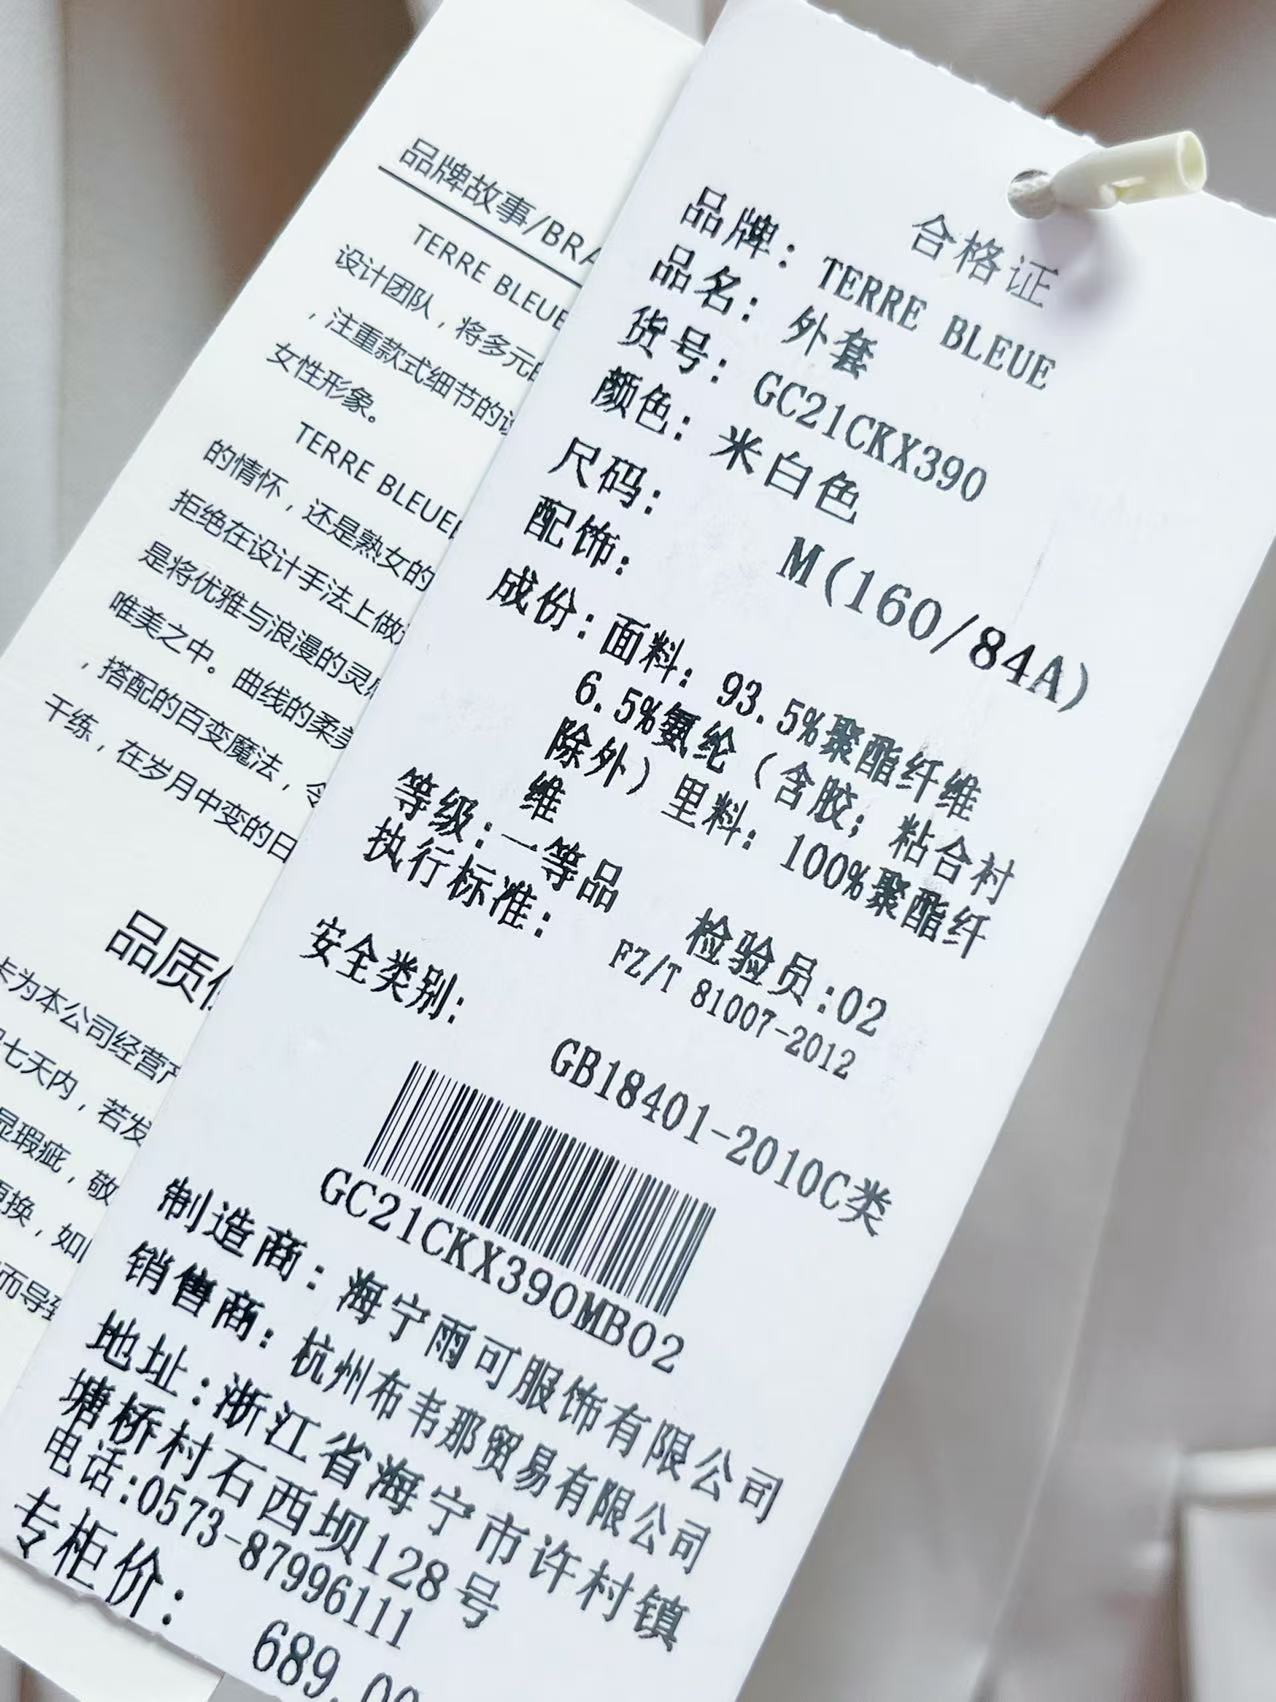 品牌故事/BRA
TERRE BLEUE
设计团队，将多元
，注重款式细节的
女性形象。
TERRE BLEUE
的情怀，还是熟女的
拒绝在设计手法上做
是将优雅与浪漫的灵
唯美之中。曲线的柔美
，搭配的百变魔法，令
干练，在岁月中变的日
品质
卡为本公司经营产
七天内，若发
显瑕疵，敬
更换，如
而导致
合格证
品牌：TERRE BLEUE
品名：外套
货号：GC21CKX390
颜色：米白色
尺码：M(160/84A)
配饰：
成份：面料：93.5%聚酯纤维
6.5%氨纶（含胶；粘合衬
除外）里料：100%聚酯纤
维
等级：一等品 检验员：02
执行标准：FZ/T 81007-2012
安全类别：GB18401-2010C类
GC21CKX390MB02
制造商：海宁雨可服饰有限公司
销售商：杭州布韦那贸易有限公司
地址：浙江省海宁市许村镇
塘桥村石西坝128号
电话:0573-87996111
专柜价：689.00